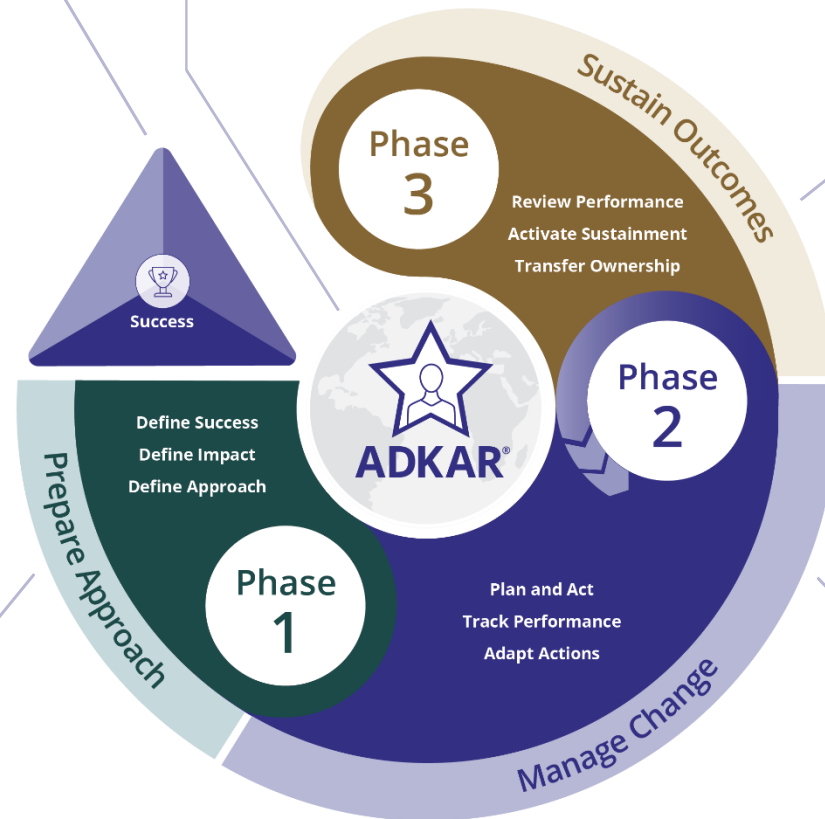 Success
Prepare Approach
Define Success
Define Impact
Define Approach
Phase
1
Manage Change
Phase
2
Plan and Act
Track Performance
Adapt Actions
Sustain Outcomes
Phase
3
Review Performance
Activate Sustainment
Transfer Ownership
ADKAR®